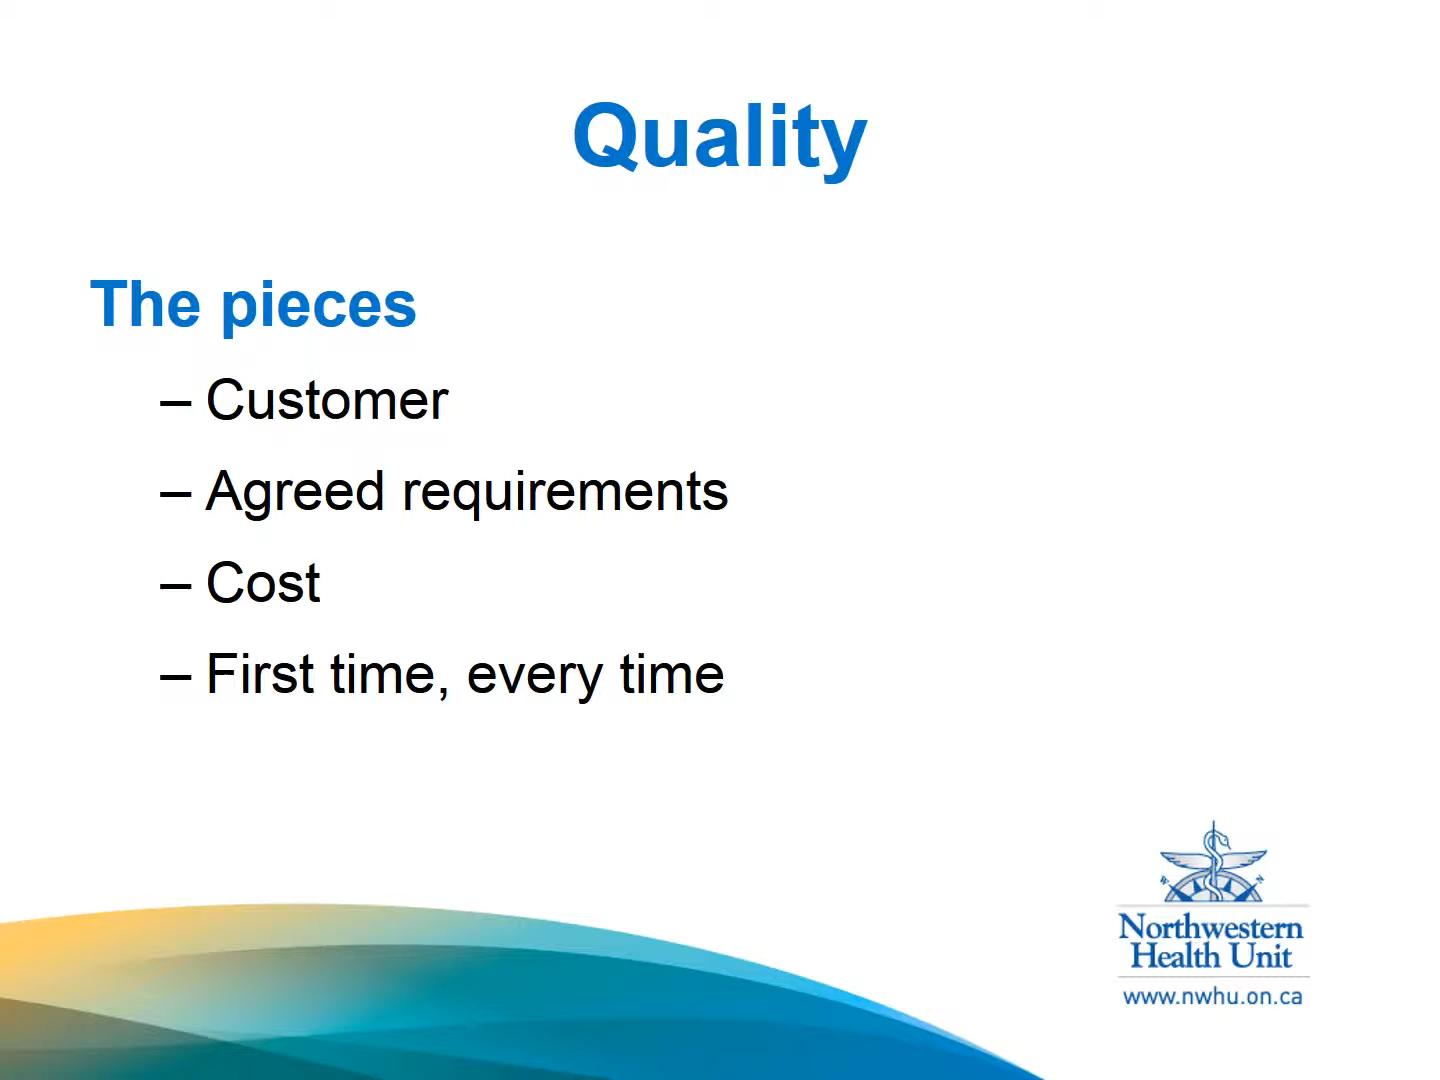 Quality
The pieces
– Customer
– Agreed requirements
– Cost
– First time, every time
W N
Northwestern
Health Unit
www.nwhu.on.ca